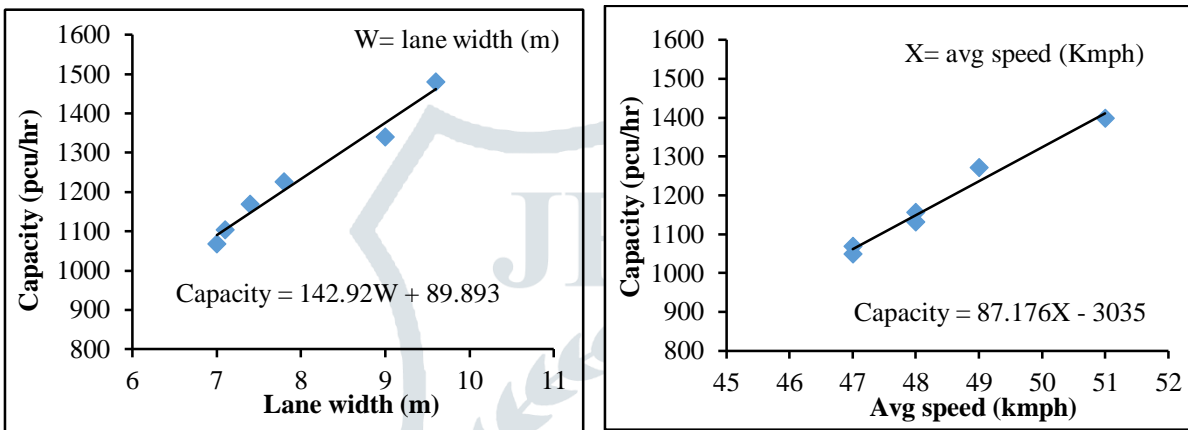 W= lane width (m)
Capacity (pcu/hr)
1600
1500
1400
1300
1200
1100
1000
900
800
Capacity = 142.92W + 89.893
6 7 8 9 10 11
Lane width (m)
X= avg speed (Kmph)
Capacity (pcu/hr)
1600
1500
1400
1300
1200
1100
1000
900
800
Capacity = 87.176X - 3035
45 46 47 48 49 50 51 52
Avg speed (kmph)